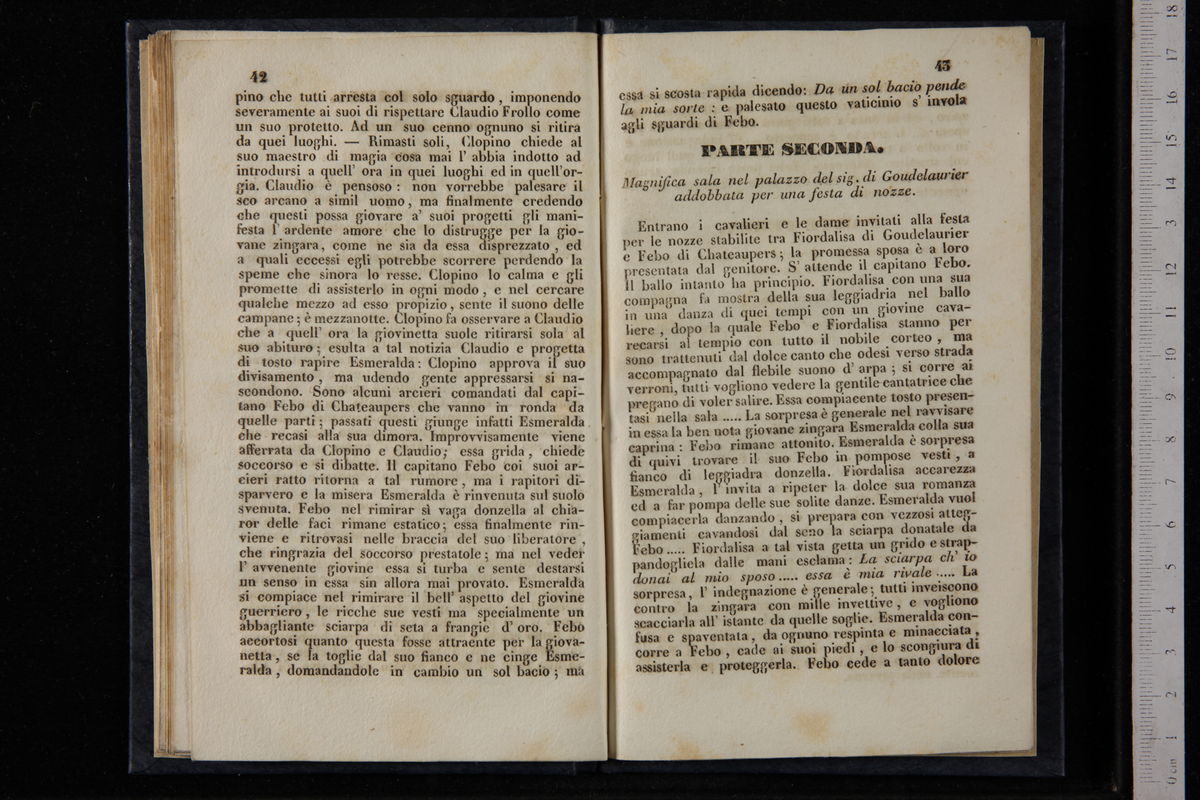 42
pino che tutti arresta col solo sguardo, imponendo
severamente ai suoi di rispettare Claudio Frollo come
un suo protetto. Ad un suo cenno ognuno si ritira
da quei luoghi. — Rimasti soli, Clopino chiede al
suo maestro di magia cosa mai l' abbia indotto ad
introdursi a quell' ora in quei luoghi ed in quell'or-
gia. Claudio è pensoso : non vorrebbe palesare il
sco arcano a simil uomo, ma finalmente credendo
che questi possa giovare a' suoi progetti gli mani-
festa l' ardente amore che lo distrugge per la gio-
vane zingara, come ne sia da essa disprezzato, ed
a quali eccessi egli potrebbe scorrere perdendo la
speme che sinora lo resse. Clopino lo calma e gli
promette di assisterlo in ogni modo, e nel cercare
qualche mezzo ad esso propizio, sente il suono delle
campane; è mezzanotte. Clopino fa osservare a Claudio
che a quell' ora la giovinetta suole ritirarsi sola al
suo abituro; esulta a tal notizia Claudio e progetta
di tosto rapire Esmeralda: Clopino approva il suo
divisamento, ma udendo gente appressarsi si na-
scondono. Sono alcuni arcieri comandati dal capi-
tano Febo di Chateaupers che vanno in ronda da
quelle parti; passati questi giunge infatti Esmeralda
che recasi alla sua dimora. Improvvisamente viene
afferrata da Clopino e Claudio; essa grida, chiede
soccorso e si dibatte. Il capitano Febo coi suoi ar-
cieri ratto ritorna a tal rumore, ma i rapitori di-
sparvero e la misera Esmeralda è rinvenuta sul suolo
svenuta. Febo nel rimirar sì vaga donzella al chia-
ror delle faci rimane estatico; essa finalmente rin-
viene e ritrovasi nelle braccia del suo liberatore,
che ringrazia del soccorso prestatole; ma nel veder
l' avvenente giovine essa si turba e sente destarsi
un senso in essa sin allora mai provato. Esmeralda
si compiace nel rimirare il bell' aspetto del giovine
guerriero, le ricche sue vesti ma specialmente un
abbagliante sciarpa di seta a frangie d' oro. Febo
accortosi quanto questa fosse attraente per la giova-
netta, se la toglie dal suo fianco e ne cinge Esme-
ralda, domandandole in cambio un sol bacio; ma
43
essa si scosta rapida dicendo: Da un sol bacio pende
la mia sorte : e palesato questo vaticinio s' invola
agli sguardi di Febo.
PARTE SECONDA.
Magnifica sala nel palazzo del sig. di Goudelaurier
addobbata per una festa di nozze.
Entrano i cavalieri e le dame invitati alla festa
per le nozze stabilite tra Fiordalisa di Goudelaurier
e Febo di Chateaupers; la promessa sposa è a loro
presentata dal genitore. S' attende il capitano Febo.
Il ballo intanto ha principio. Fiordalisa con una sua
compagna fa mostra della sua leggiadria nel ballo
in una danza di quei tempi con un giovine cava-
liere, dopo la quale Febo e Fiordalisa stanno per
recarsi al tempio con tutto il nobile corteo, ma
sono trattenuti dal dolce canto che odesi verso strada
accompagnato dal flebile suono d' arpa; si corre ai
verroni, tutti vogliono vedere la gentile cantatrice che
pregano di voler salire. Essa compiacente tosto presen-
tasi nella sala ..... La sorpresa è generale nel ravvisare
in essa la ben nota giovane zingara Esmeralda colla sua
caprina : Febo rimane attonito. Esmeralda è sorpresa
di quivi trovare il suo Febo in pompose vesti, a
fianco di leggiadra donzella. Fiordalisa accarezza
Esmeralda, l' invita a ripeter la dolce sua romanza
ed a far pompa delle sue solite danze. Esmeralda vuol
compiacerla danzando, si prepara con vezzosi atteg-
giamenti cavandosi dal seno la sciarpa donatale da
Febo ..... Fiordalisa a tal vista getta un grido e strap-
pandogliela dalle mani esclama : La sciarpa ch' io
donai al mio sposo ..... essa è mia rivale ..... La
sorpresa, l' indegnazione è generale; tutti inveiscono
contro la zingara con mille invettive, e vogliono
scacciarla all' istante da quelle soglie. Esmeralda con-
fusa e spaventata, da ognuno respinta e minacciata,
corre a Febo, cade ai suoi piedi, e lo scongiura di
assisterla e proteggerla. Febo cede a tanto dolore
0 cm 1 2 3 4 5 6 7 8 9 10 11 12 13 14 15 16 17 18